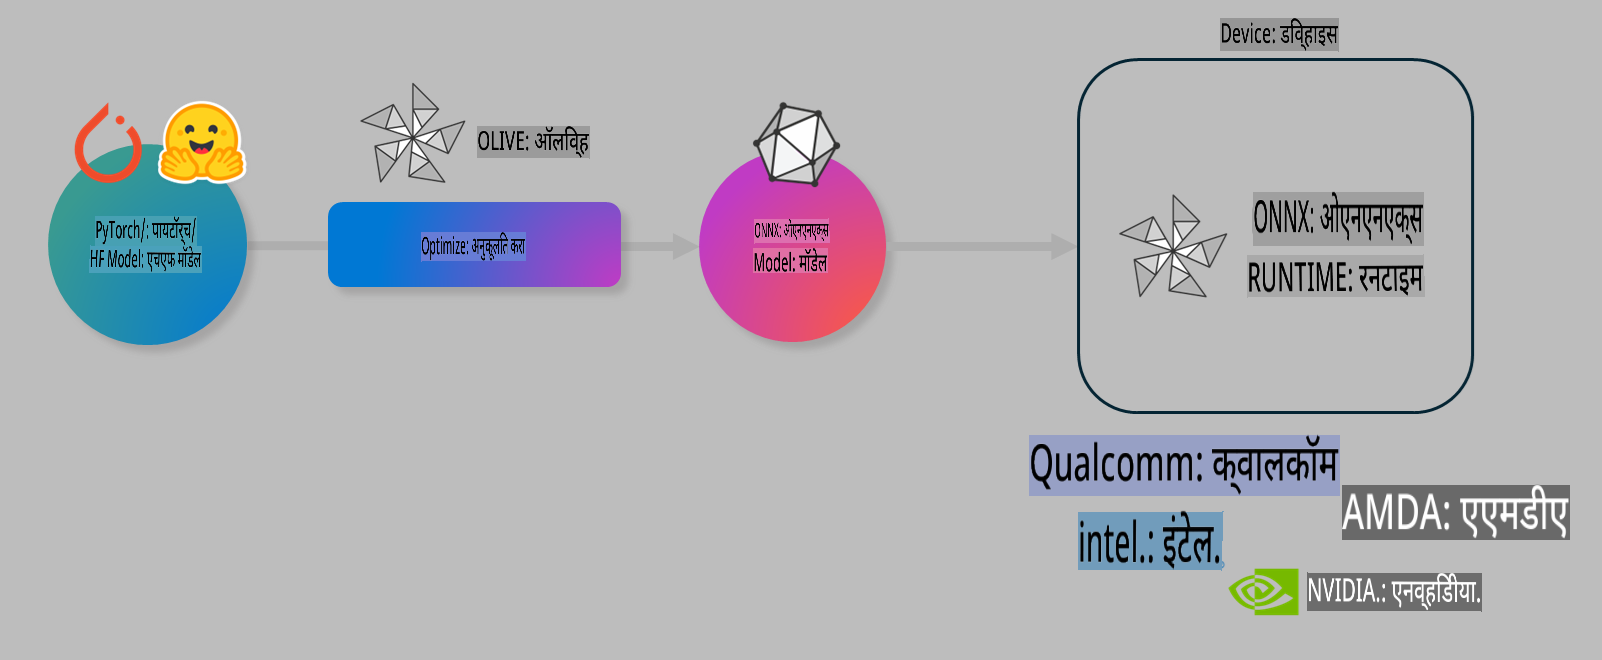 Device: डिव्हाइस
OLIVE: ऑलिव्ह
PyTorch/: पायटॉर्च/
HF Model: एचएफ मॉडेल
Optimize: अनुकूलित करा
ONNX: ओएनएनएक्स
Model: मॉडेल
ONNX: ओएनएनएक्स
RUNTIME: रनटाइम
Qualcomm: क्वालकॉम
AMDA: एएमडीए
intel.: इंटेल.
NVIDIA.: एनव्हिडीया.